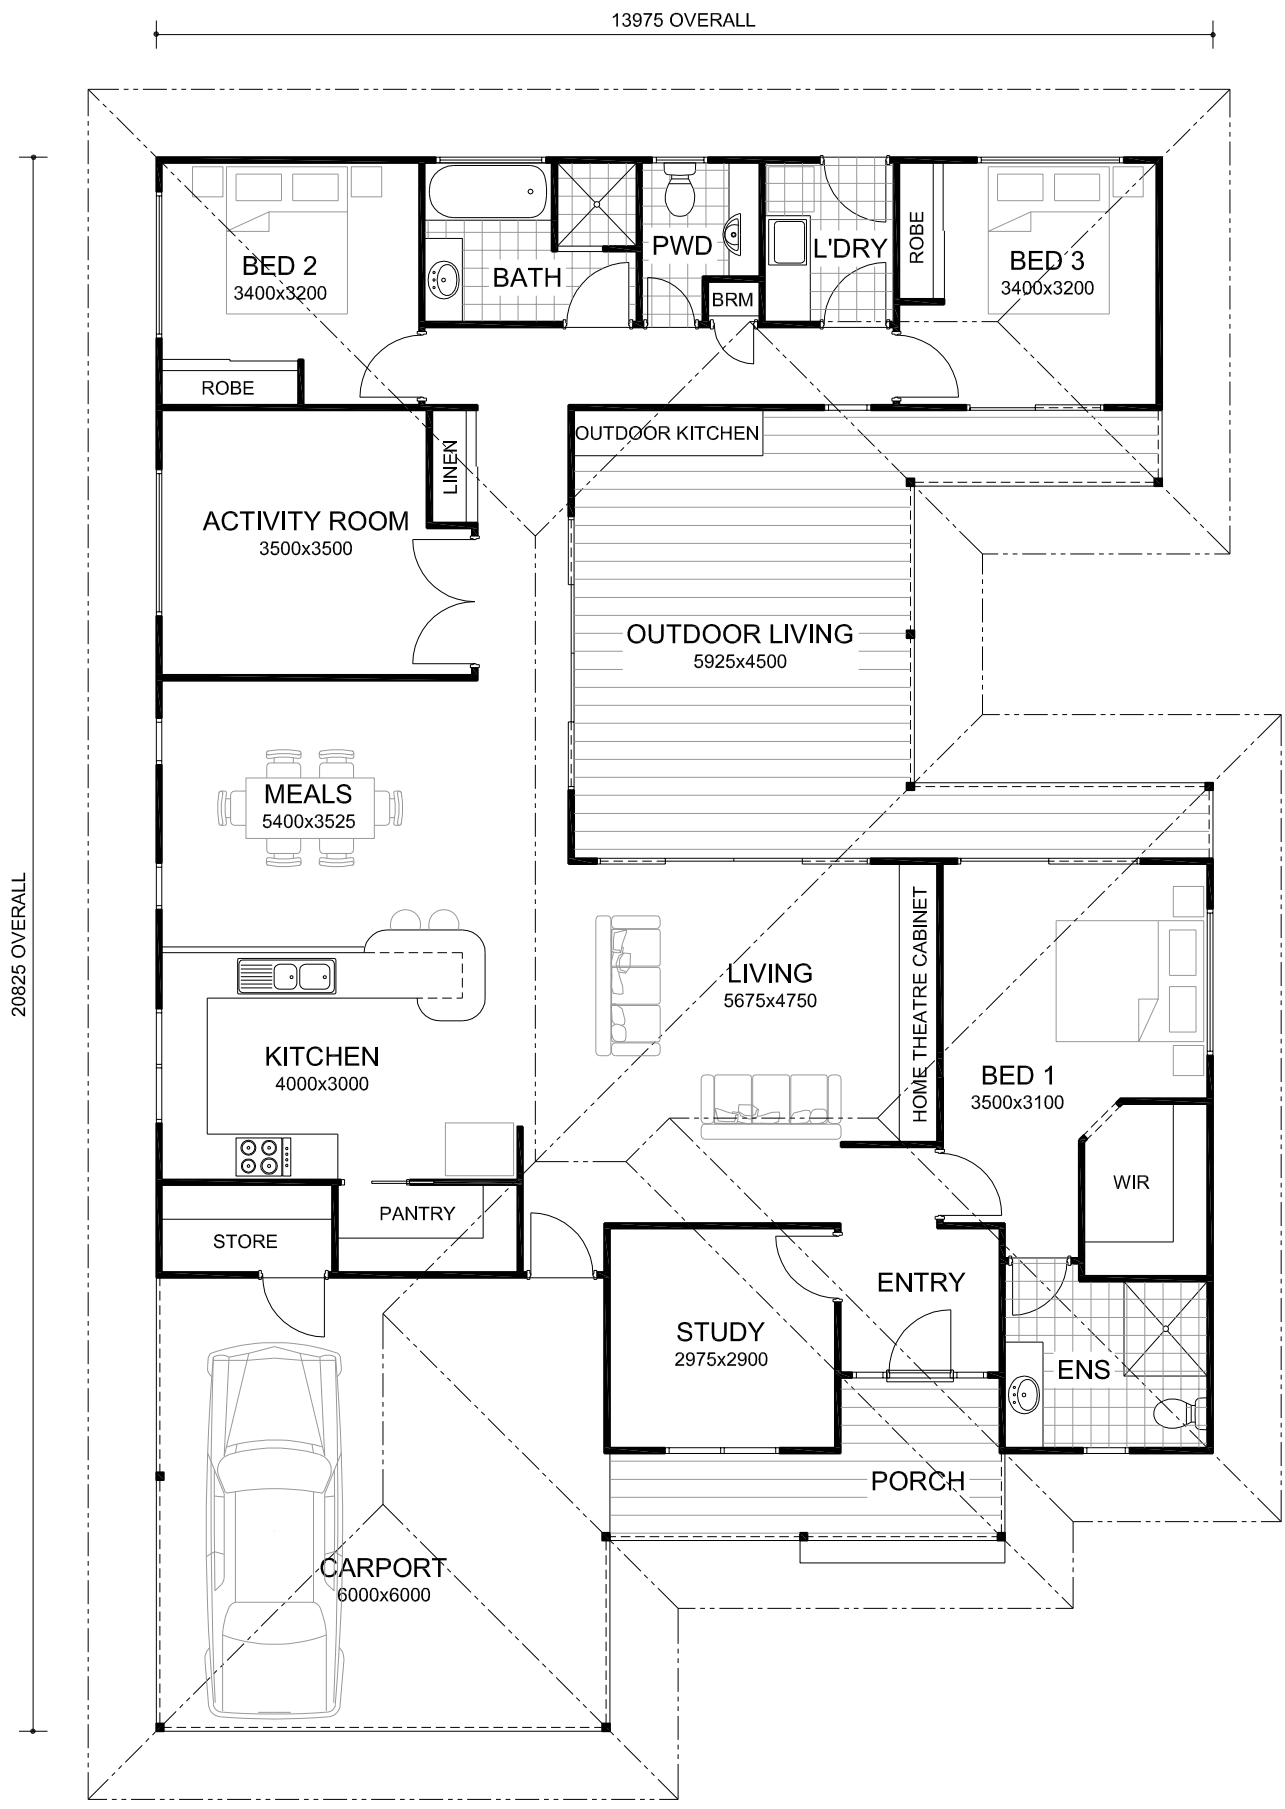 13975 OVERALL
20825 OVERALL
BED 2
3400x3200
ROBE
BATH
PWD
BRM
L'DRY
ROBE
BED 3
3400x3200
LINEN
ACTIVITY ROOM
3500x3500
OUTDOOR KITCHEN
OUTDOOR LIVING
5925x4500
MEALS
5400x3525
KITCHEN
4000x3000
LIVING
5675x4750
HOME THEATRE CABINET
BED 1
3500x3100
WIR
PANTRY
STORE
ENTRY
STUDY
2975x2900
ENS
PORCH
CARPORT
6000x6000